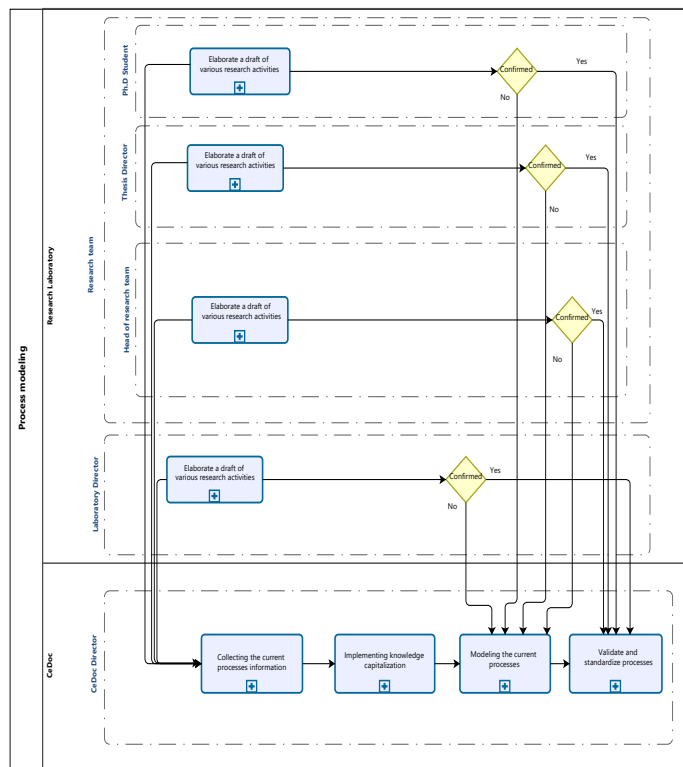 Process modeling
Research Laboratory
Research team
Ph.D Student
Elaborate a draft of
various research activities
Confirmed
Yes
No
Thesis Director
Elaborate a draft of
various research activities
Confirmed
Yes
No
Head of research team
Elaborate a draft of
various research activities
Confirmed
Yes
No
Laboratory Director
Elaborate a draft of
various research activities
Confirmed
Yes
No
CeDoc
CeDoc Director
Collecting the current
processes information
Implementing knowledge
capitalization
Modeling the current
processes
Validate and
standardize processes